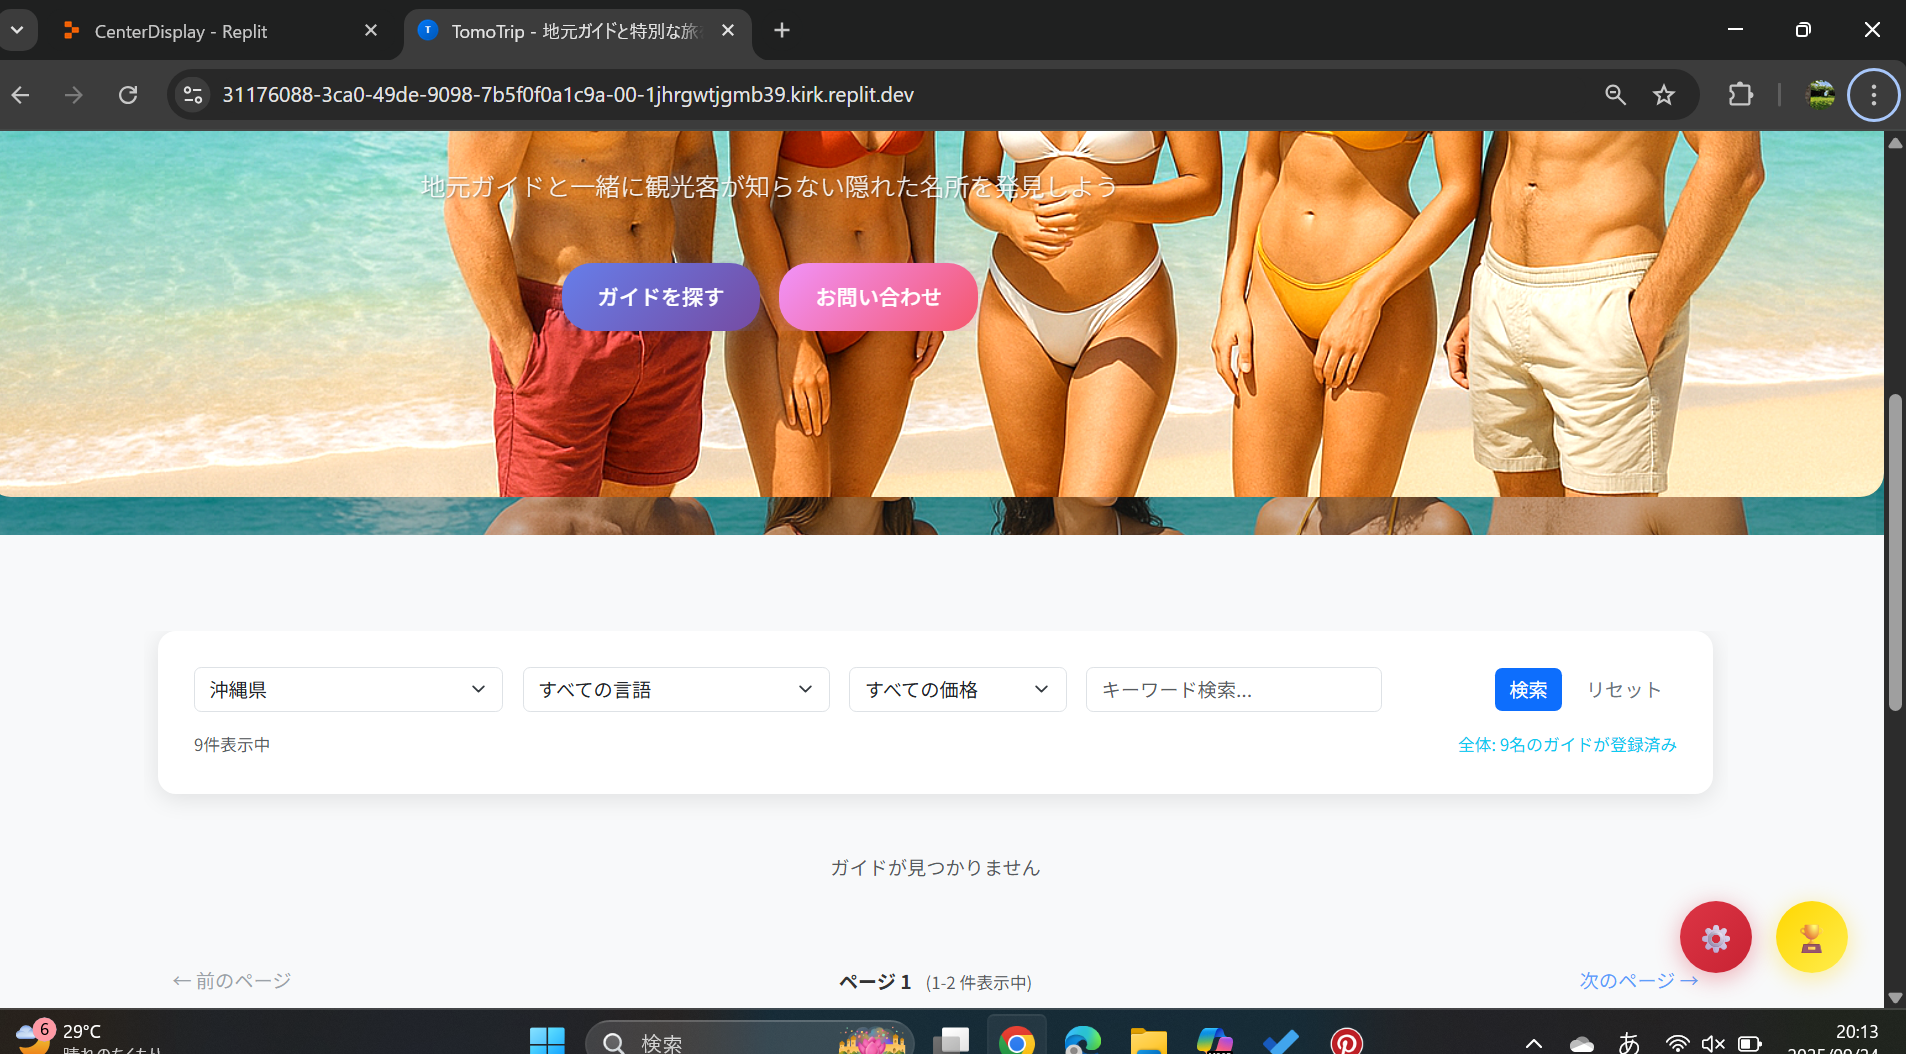 CenterDisplay - Replit
TomoTrip - 地元ガイドと特別な旅
31176088-3ca0-49de-9098-7b5f0f0a1c9a-00-1jhrgwtjgmb39.kirk.replit.dev
地元ガイドと一緒に観光客が知らない隠れた名所を発見しよう
ガイドを探す
お問い合わせ
沖縄県
すべての言語
すべての価格
キーワード検索...
検索
リセット
9件表示中
全体: 9名のガイドが登録済み
ガイドが見つかりません
← 前のページ
ページ 1 (1-2 件表示中)
次のページ →
6
29°C
検索
あ
20:13